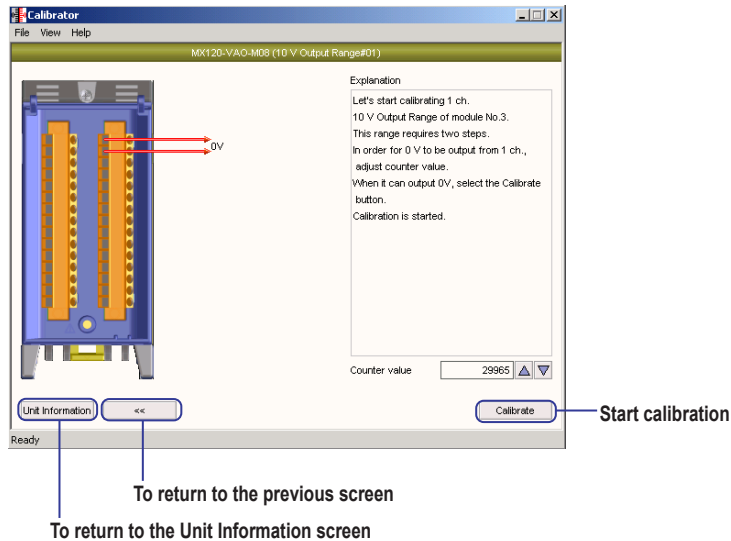 Calibrator
File View Help
MX120-VAO-M08 (10 V Output Range#01)
0V
Explanation
Let's start calibrating 1 ch.
10 V Output Range of module No.3.
This range requires two steps.
In order for 0 V to be output from 1 ch.,
adjust counter value.
When it can output 0V, select the Calibrate
button.
Calibration is started.
Counter value 29965
Unit Information << Calibrate
Start calibration
Ready
To return to the previous screen
To return to the Unit Information screen